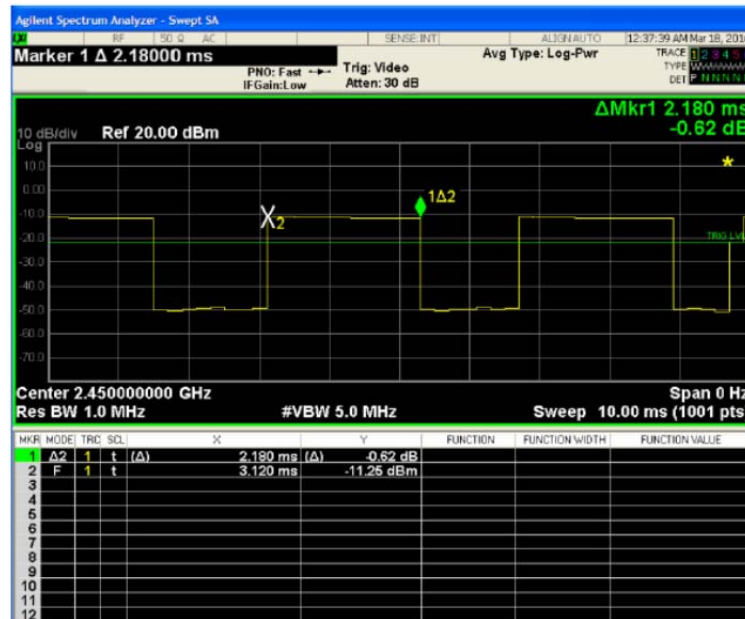 Agilent Spectrum Analyzer - Swept SA
RF 50 Ω AC SENSE:INT ALIGN AUTO 12:37:39 AM Mar 18, 201
Marker 1 Δ 2.18000 ms
PNO: Fast
IFGain:Low
Trig: Video
Atten: 30 dB
Avg Type: Log-Pwr
TRACE 1 2 3 4 5
TYPE
DET P N N N N
ΔMkr1 2.180 ms
-0.62 dB
10 dB/div Ref 20.00 dBm
Log
10.0
0.00
-10.0
-20.0
-30.0
-40.0
-50.0
-60.0
-70.0
X2
1Δ2
TRIG LVL
Center 2.450000000 GHz Span 0 Hz
Res BW 1.0 MHz #VBW 5.0 MHz Sweep 10.00 ms (1001 pts
MKR MODE TRC SCL X Y FUNCTION FUNCTION WIDTH FUNCTION VALUE
1 Δ2 1 t (Δ) 2.180 ms (Δ) -0.62 dB
2 F 1 t 3.120 ms -11.25 dBm
3
4
5
6
7
8
9
10
11
12